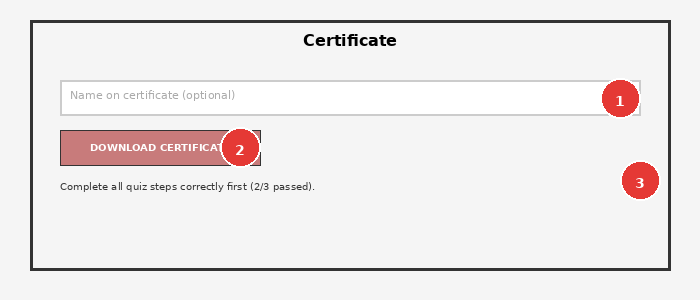 Certificate
Name on certificate (optional)
1
DOWNLOAD CERTIFICAT
2
Complete all quiz steps correctly first (2/3 passed).
3